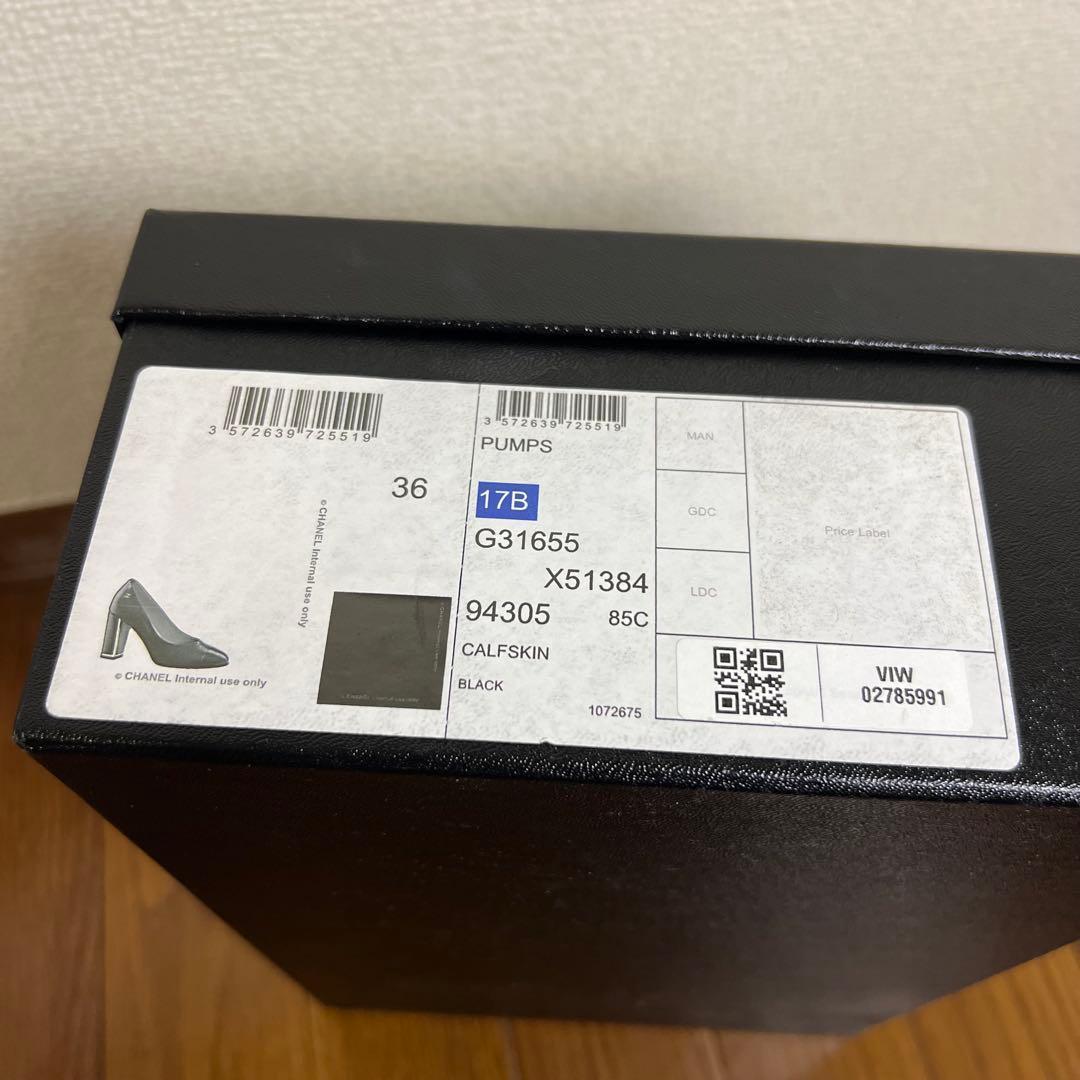 3 572639 725519
36
© CHANEL Internal use only
© CHANEL Internal use only
3 572639 725519
PUMPS
17B
G31655
X51384
94305 85C
CALFSKIN
BLACK
1072675
MAN
GDC
LDC
Price Label
VIW
02785991